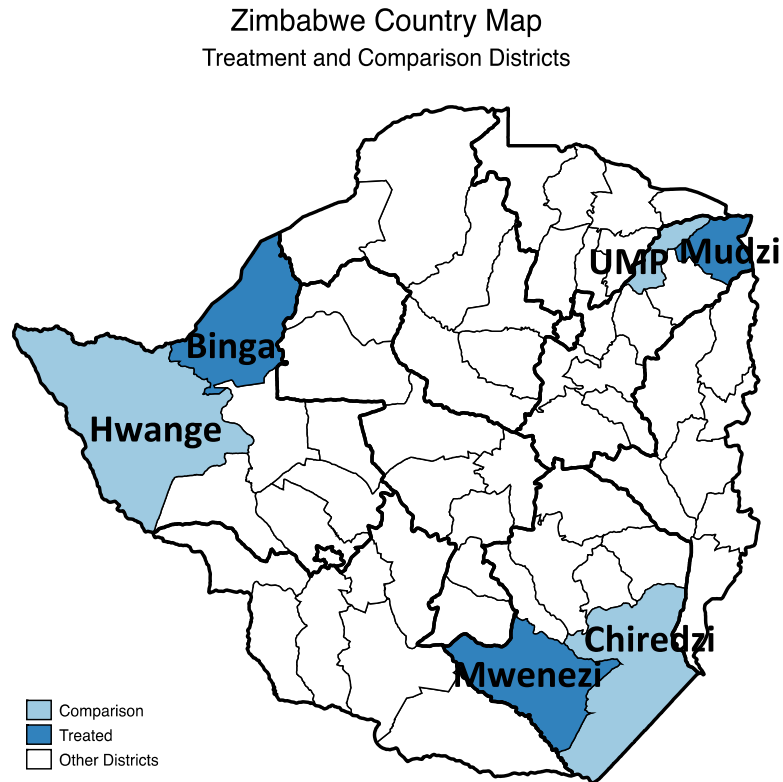 Zimbabwe Country Map
Treatment and Comparison Districts
UMP
Mudzi
Binga
Hwange
Chiredzi
Mwenezi
Comparison
Treated
Other Districts